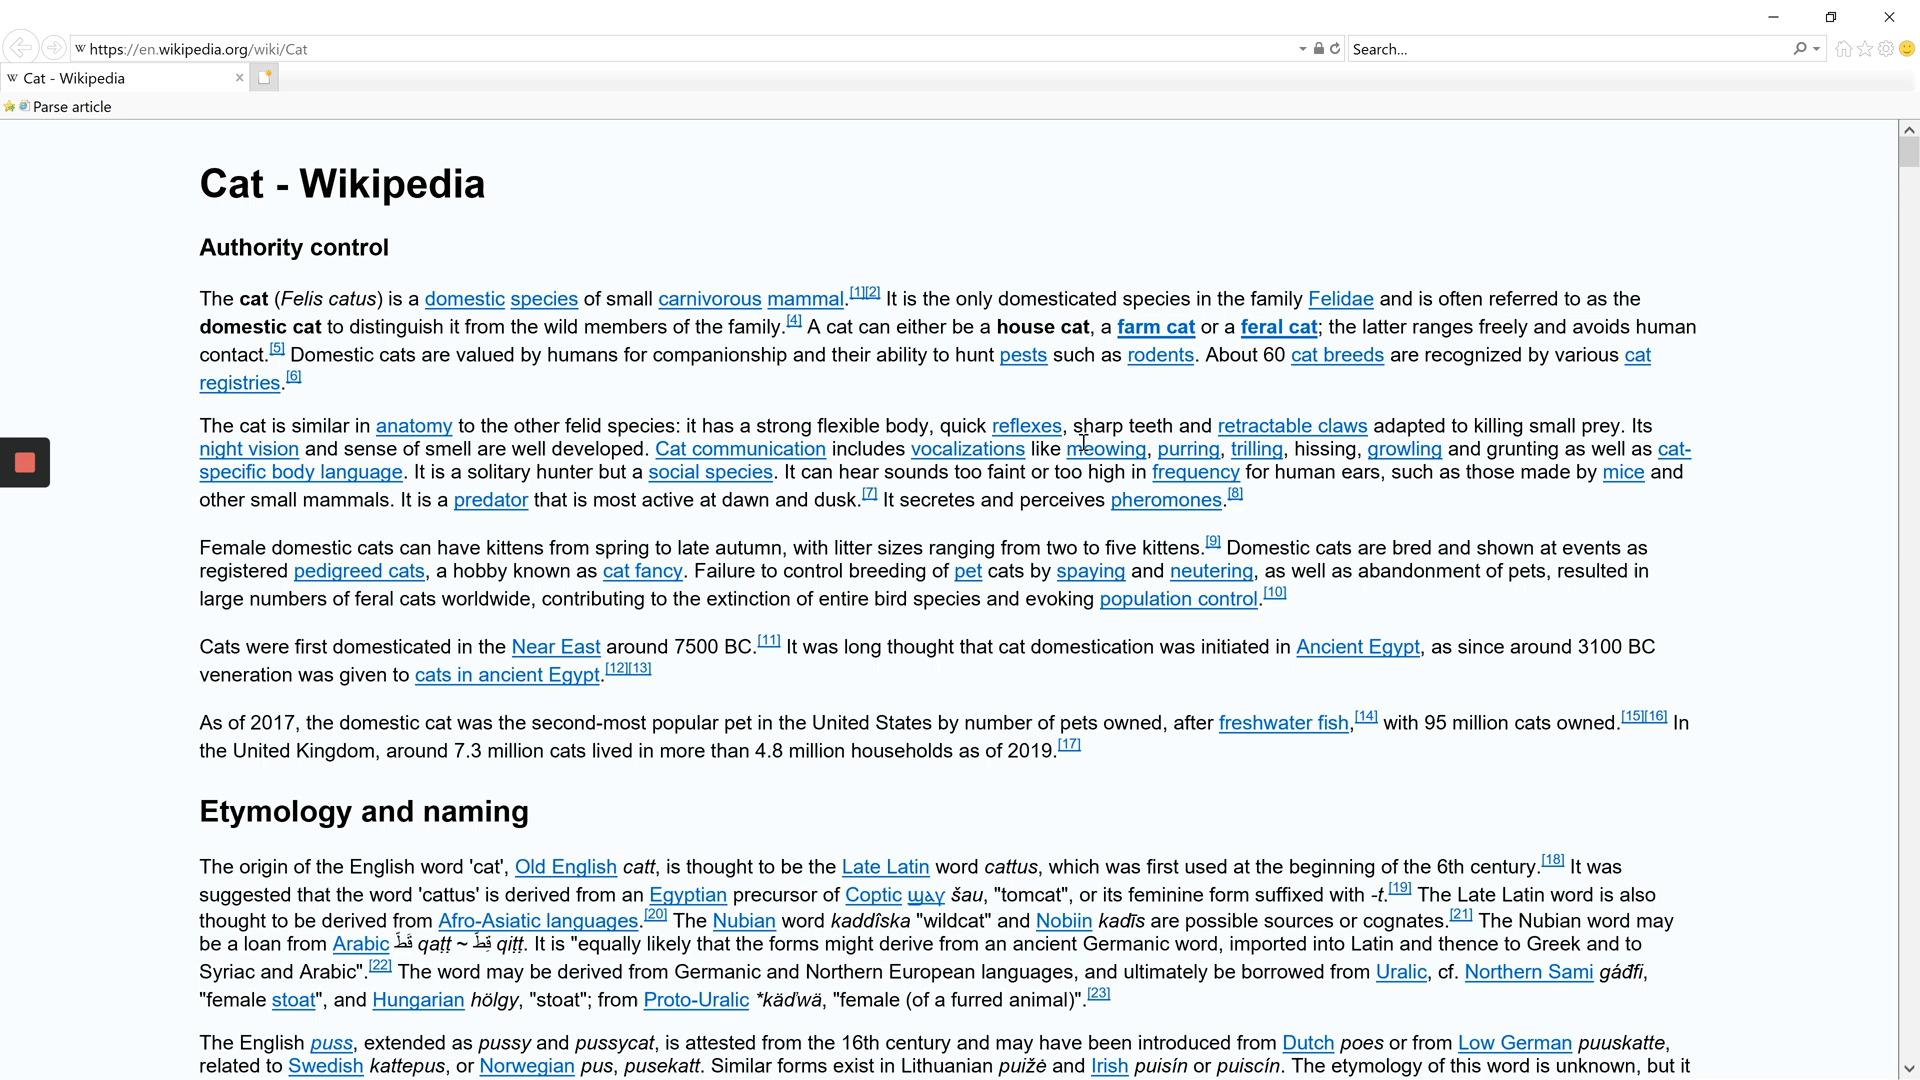 https://en.wikipedia.org/wiki/Cat
Search...
Cat - Wikipedia
Parse article
Cat - Wikipedia
Authority control
The cat (Felis catus) is a domestic species of small carnivorous mammal.[1][2] It is the only domesticated species in the family Felidae and is often referred to as the
domestic cat to distinguish it from the wild members of the family.[4] A cat can either be a house cat, a farm cat or a feral cat; the latter ranges freely and avoids human
contact.[5] Domestic cats are valued by humans for companionship and their ability to hunt pests such as rodents. About 60 cat breeds are recognized by various cat
registries.[6]
The cat is similar in anatomy to the other felid species: it has a strong flexible body, quick reflexes, sharp teeth and retractable claws adapted to killing small prey. Its
night vision and sense of smell are well developed. Cat communication includes vocalizations like meowing, purring, trilling, hissing, growling and grunting as well as cat-
specific body language. It is a solitary hunter but a social species. It can hear sounds too faint or too high in frequency for human ears, such as those made by mice and
other small mammals. It is a predator that is most active at dawn and dusk.[7] It secretes and perceives pheromones.[8]
Female domestic cats can have kittens from spring to late autumn, with litter sizes ranging from two to five kittens.[9] Domestic cats are bred and shown at events as
registered pedigreed cats, a hobby known as cat fancy. Failure to control breeding of pet cats by spaying and neutering, as well as abandonment of pets, resulted in
large numbers of feral cats worldwide, contributing to the extinction of entire bird species and evoking population control.[10]
Cats were first domesticated in the Near East around 7500 BC.[11] It was long thought that cat domestication was initiated in Ancient Egypt, as since around 3100 BC
veneration was given to cats in ancient Egypt.[12][13]
As of 2017, the domestic cat was the second-most popular pet in the United States by number of pets owned, after freshwater fish,[14] with 95 million cats owned.[15][16] In
the United Kingdom, around 7.3 million cats lived in more than 4.8 million households as of 2019.[17]
Etymology and naming
The origin of the English word 'cat', Old English catt, is thought to be the Late Latin word cattus, which was first used at the beginning of the 6th century.[18] It was
suggested that the word 'cattus' is derived from an Egyptian precursor of Coptic ϣⲁⲩ šau, "tomcat", or its feminine form suffixed with -t.[19] The Late Latin word is also
thought to be derived from Afro-Asiatic languages.[20] The Nubian word kaddîska "wildcat" and Nobiin kadīs are possible sources or cognates.[21] The Nubian word may
be a loan from Arabic قَطّ qaṭṭ ~ قِطّ qiṭṭ. It is "equally likely that the forms might derive from an ancient Germanic word, imported into Latin and thence to Greek and to
Syriac and Arabic".[22] The word may be derived from Germanic and Northern European languages, and ultimately be borrowed from Uralic, cf. Northern Sami gáđfi,
"female stoat", and Hungarian hölgy, "stoat"; from Proto-Uralic *käďwä, "female (of a furred animal)".[23]
The English puss, extended as pussy and pussycat, is attested from the 16th century and may have been introduced from Dutch poes or from Low German puuskatte,
related to Swedish kattepus, or Norwegian pus, pusekatt. Similar forms exist in Lithuanian puižė and Irish puisín or puiscín. The etymology of this word is unknown, but it